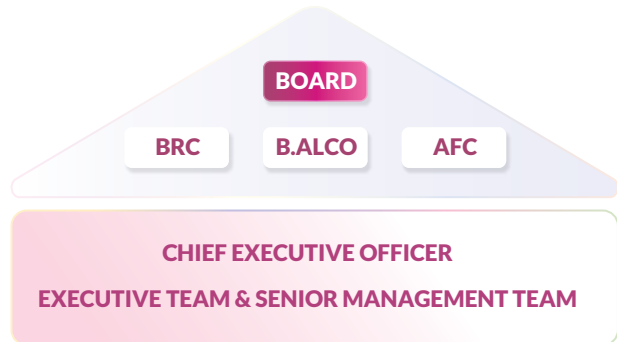 BOARD
BRC B.ALCO AFC
CHIEF EXECUTIVE OFFICER
EXECUTIVE TEAM & SENIOR MANAGEMENT TEAM